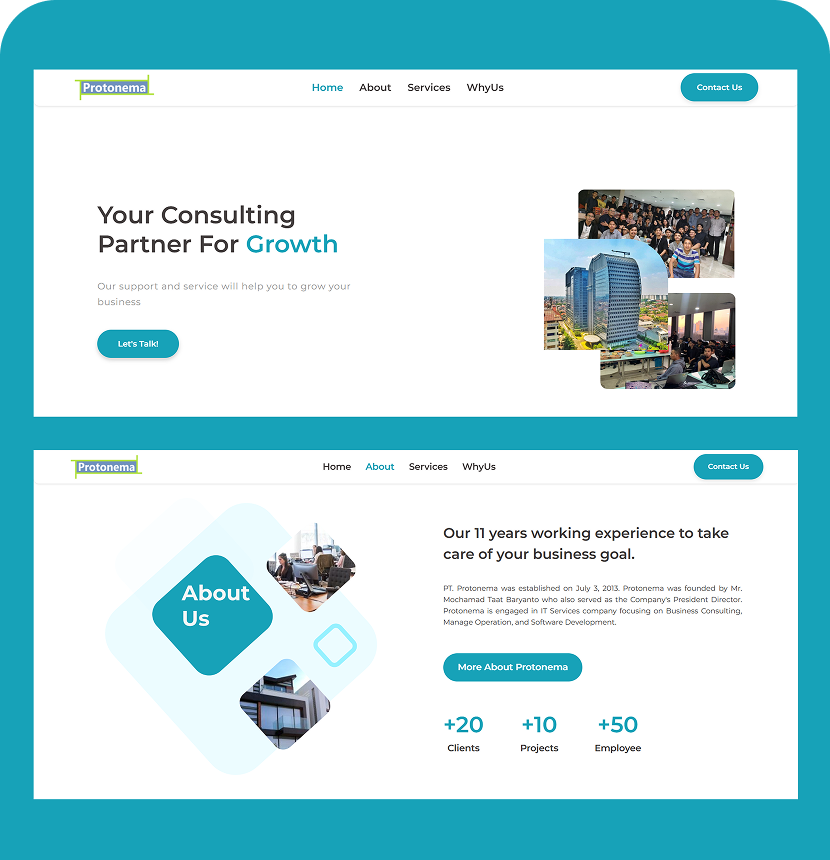 Protonema
Home About Services WhyUs
Contact Us
Your Consulting
Partner For Growth
Our support and service will help you to grow your
business
Let's Talk!
Protonema
Home About Services WhyUs
Contact Us
About
Us
Our 11 years working experience to take
care of your business goal.
PT. Protonema was established on July 3, 2013. Protonema was founded by Mr.
Mochamad Taat Baryanto who also served as the Company's President Director.
Protonema is engaged in IT Services company focusing on Business Consulting,
Manage Operation, and Software Development.
More About Protonema
+20 +10 +50
Clients Projects Employee